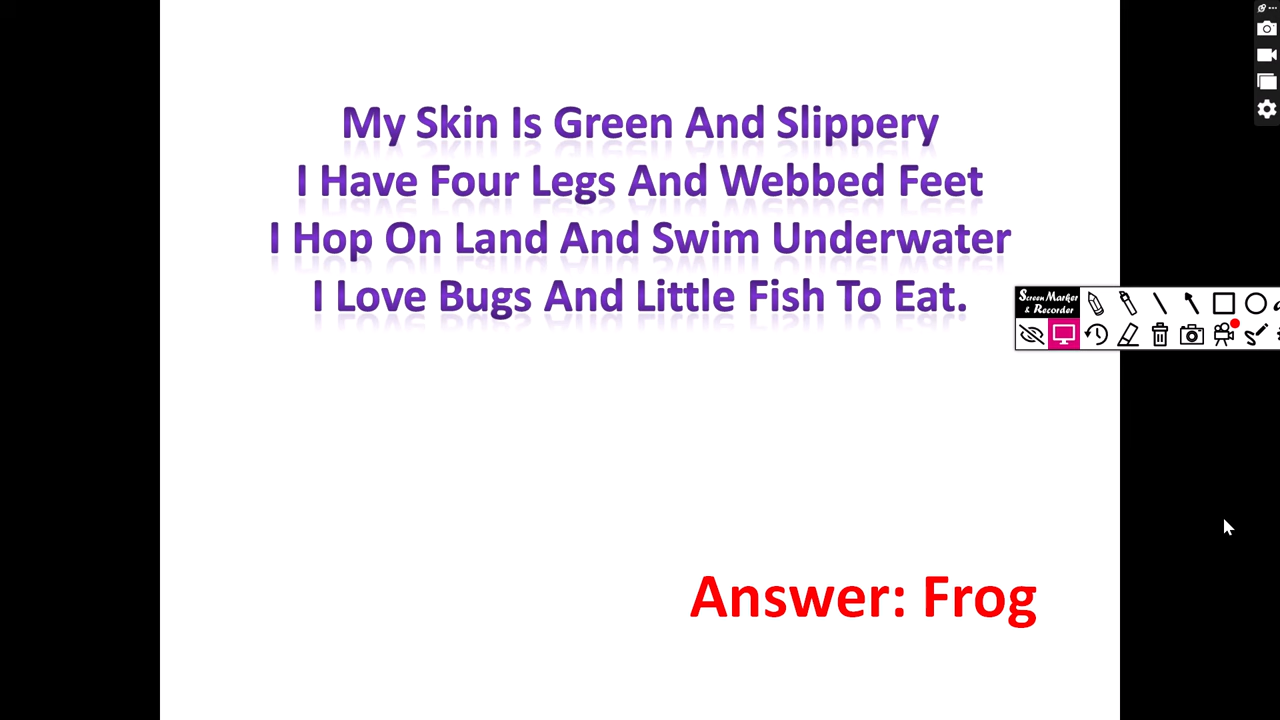 My Skin Is Green And Slippery
I Have Four Legs And Webbed Feet
I Hop On Land And Swim Underwater
I Love Bugs And Little Fish To Eat.
Screen Marker
& Recorder
Answer: Frog